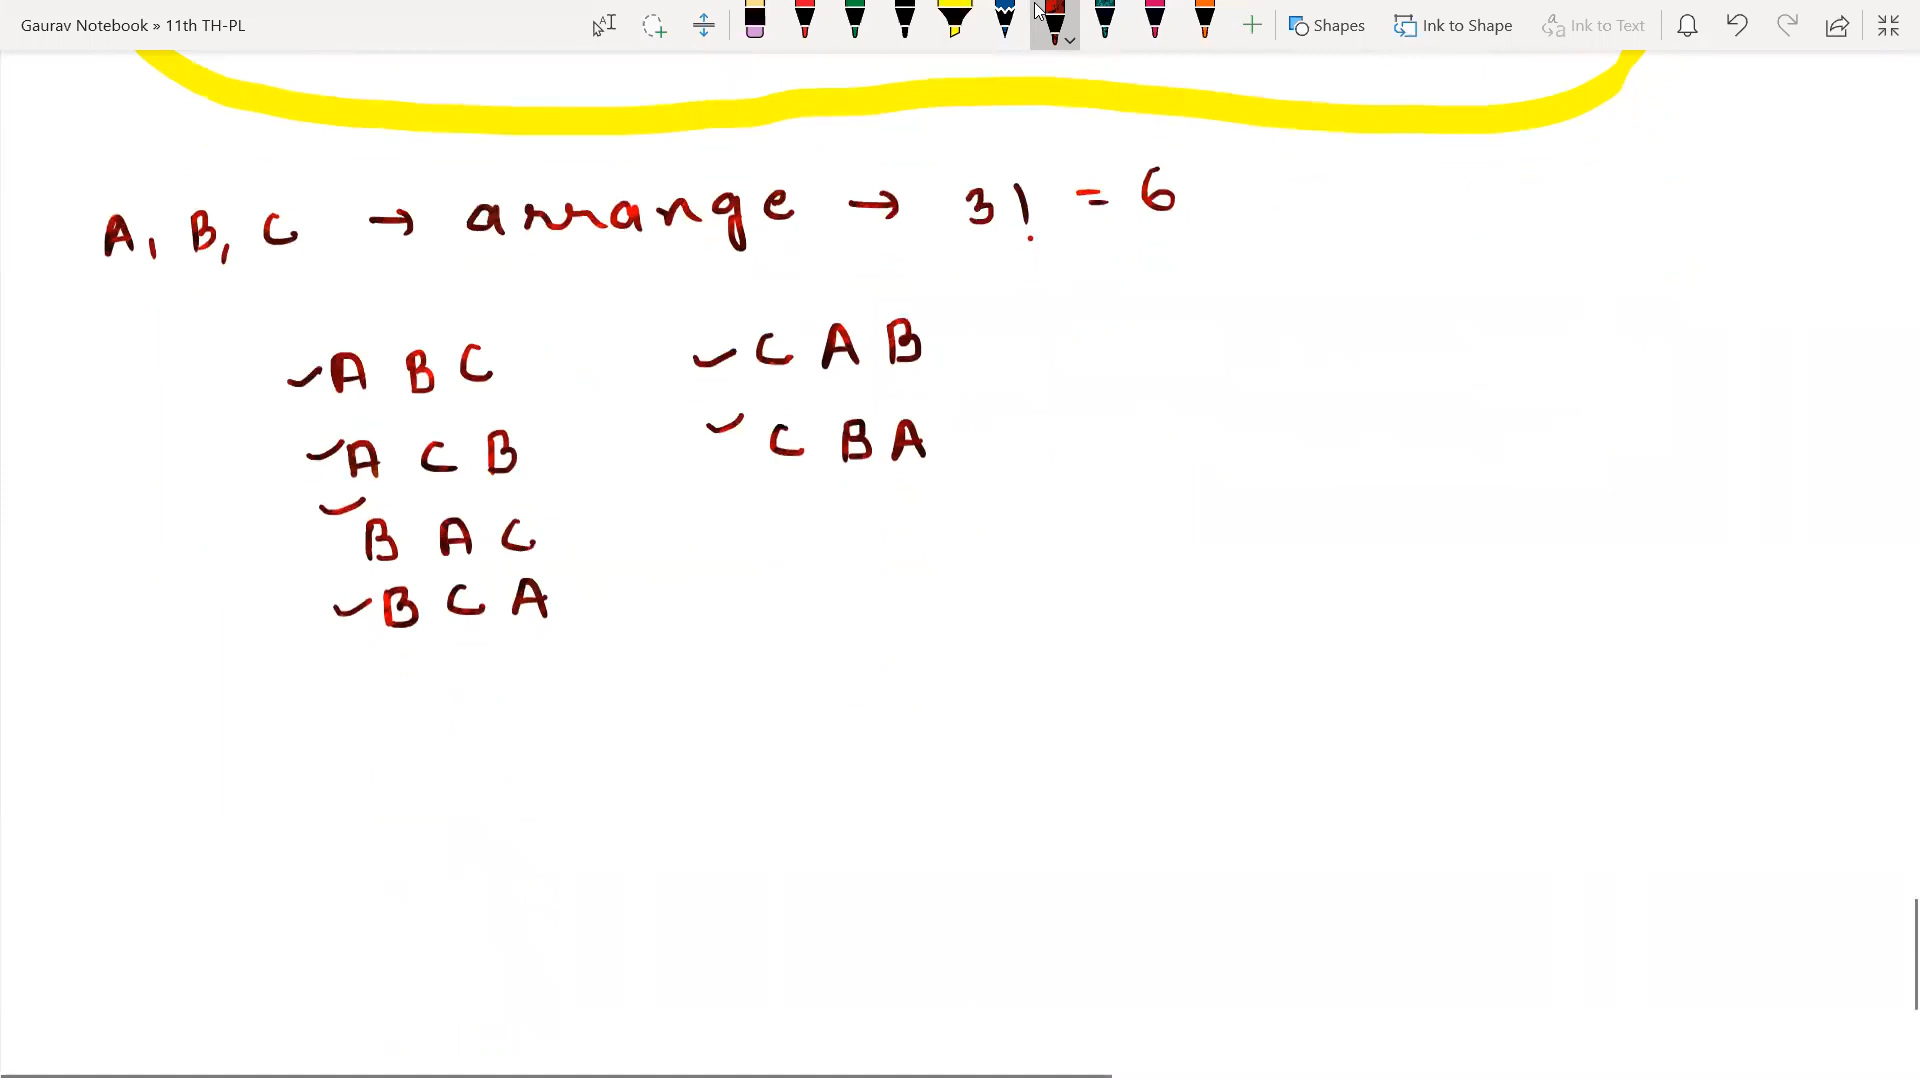 Gaurav Notebook » 11th TH-PL
Shapes
Ink to Shape
Ink to Text
A, B, C → arrange → 3! = 6
✓A B C
✓A C B
✓B A C
✓B C A
✓C A B
✓C B A